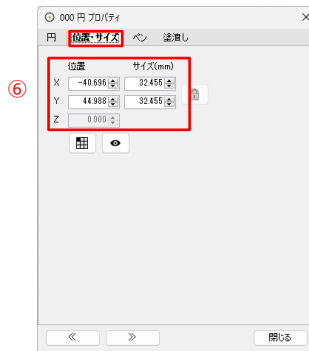 000 円 プロパティ
円 位置・サイズ ペン 塗潰し
位置 サイズ(mm)
⑥
X -40.696 32.455
Y 44.988 32.455
Z 0.000
閉じる